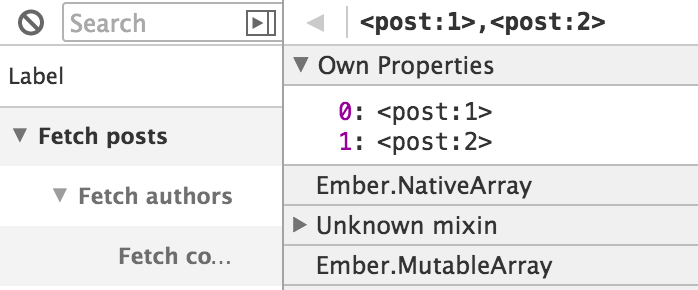 Search
Label
Fetch posts
Fetch authors
Fetch co...
<post:1>,<post:2>
Own Properties
0: <post:1>
1: <post:2>
Ember.NativeArray
Unknown mixin
Ember.MutableArray